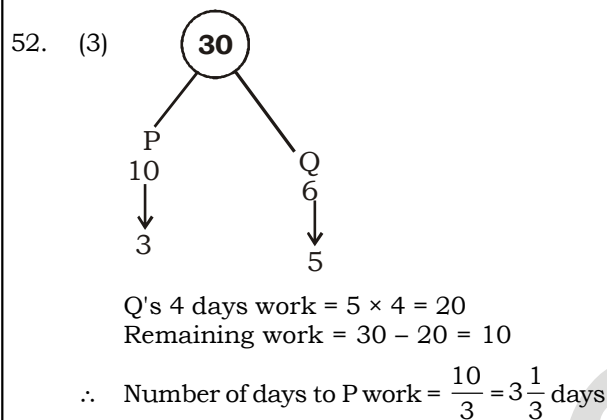 52. (3) 30
P
10
3
Q
6
5
Q's 4 days work = 5 × 4 = 20
Remaining work = 30 – 20 = 10
∴ Number of days to P work = 10/3 = 3 1/3 days